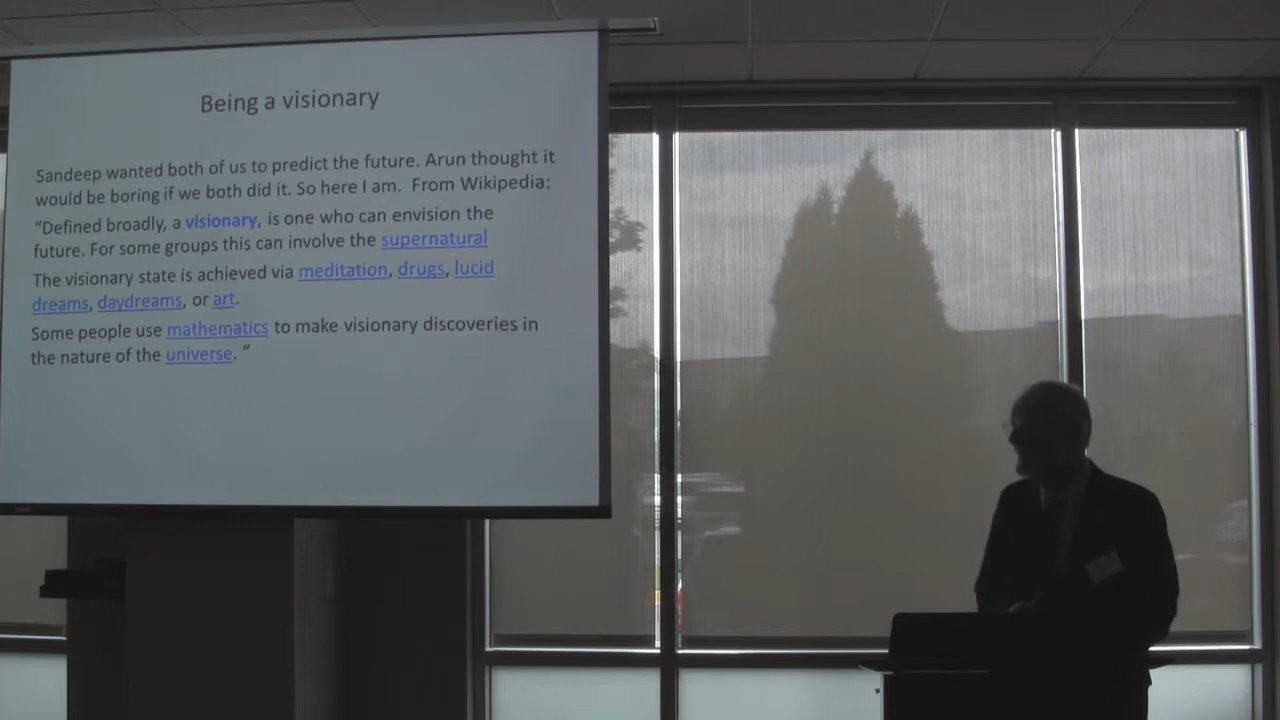 Being a visionary
Sandeep wanted both of us to predict the future. Arun thought it
would be boring if we both did it. So here I am.  From Wikipedia:
“Defined broadly, a visionary, is one who can envision the
future. For some groups this can involve the supernatural
The visionary state is achieved via meditation, drugs, lucid
dreams, daydreams, or art.
Some people use mathematics to make visionary discoveries in
the nature of the universe. “